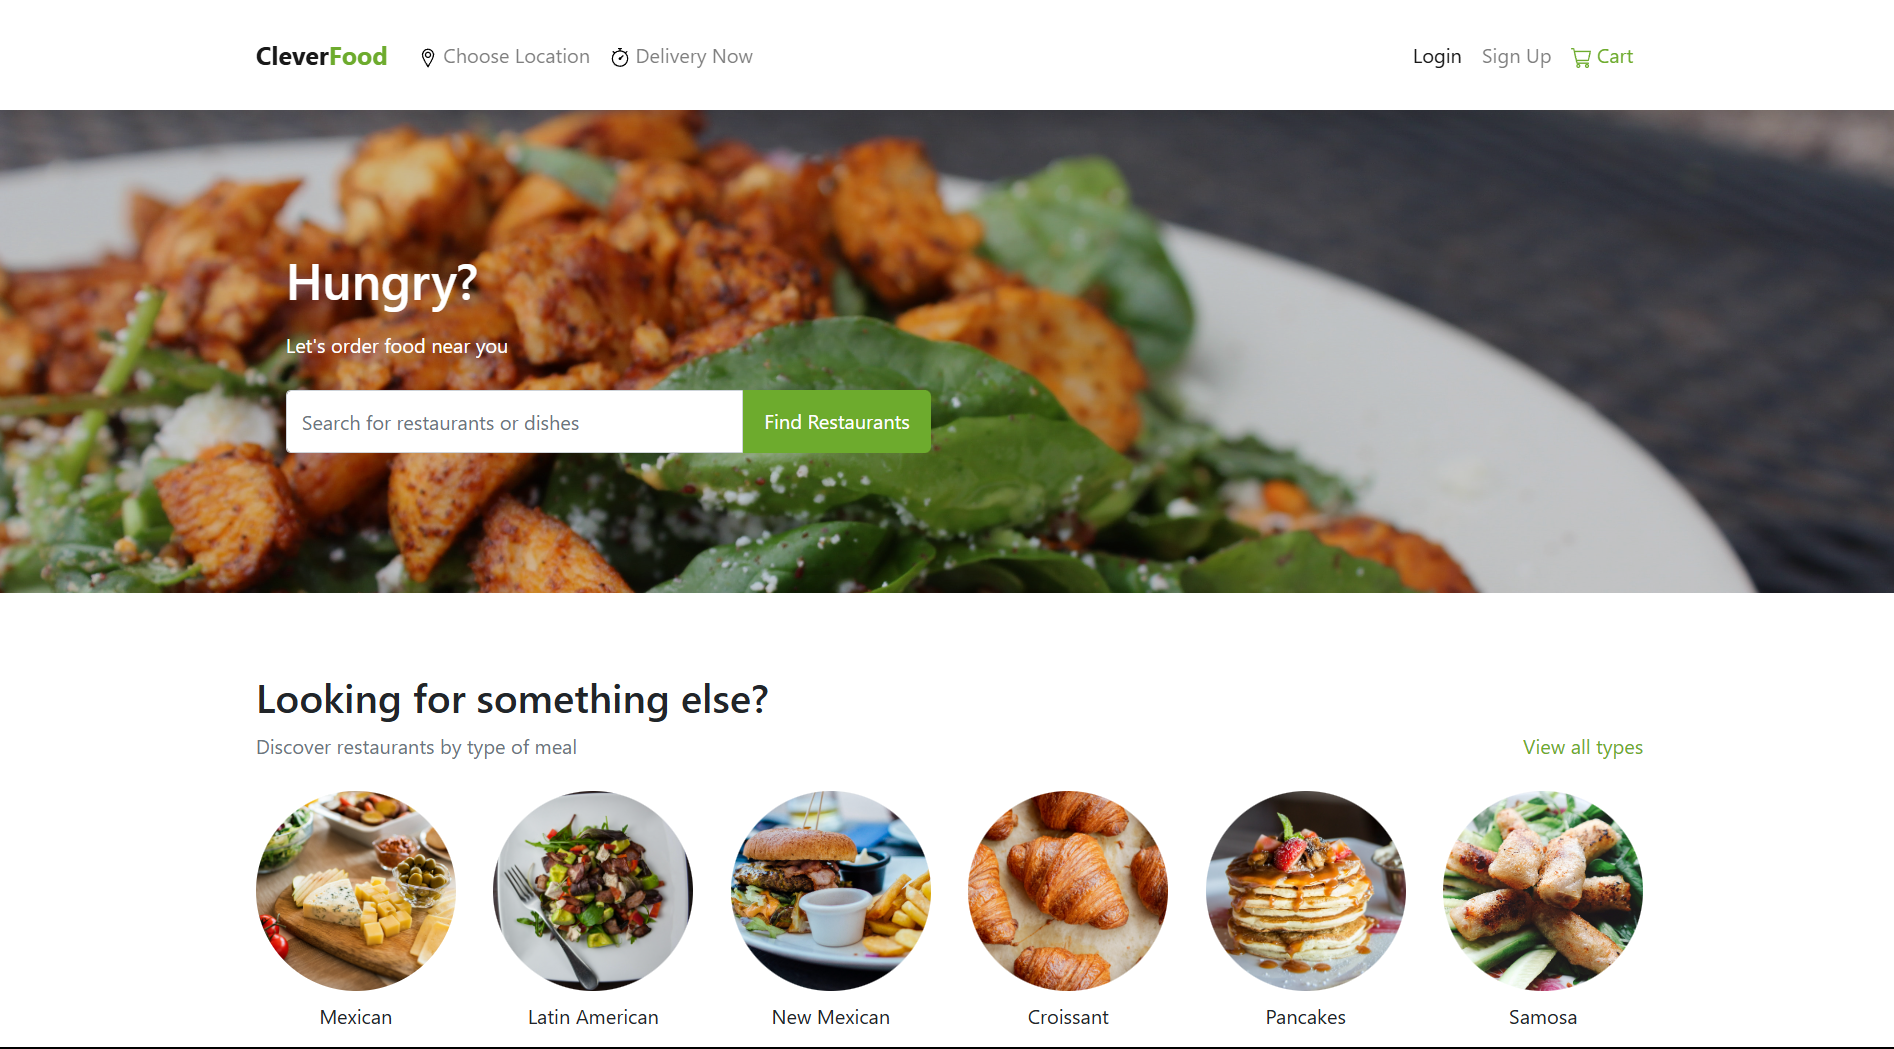 CleverFood Choose Location Delivery Now Login Sign Up Cart
Hungry?
Let's order food near you
Search for restaurants or dishes Find Restaurants
Looking for something else?
Discover restaurants by type of meal View all types
Mexican Latin American New Mexican Croissant Pancakes Samosa